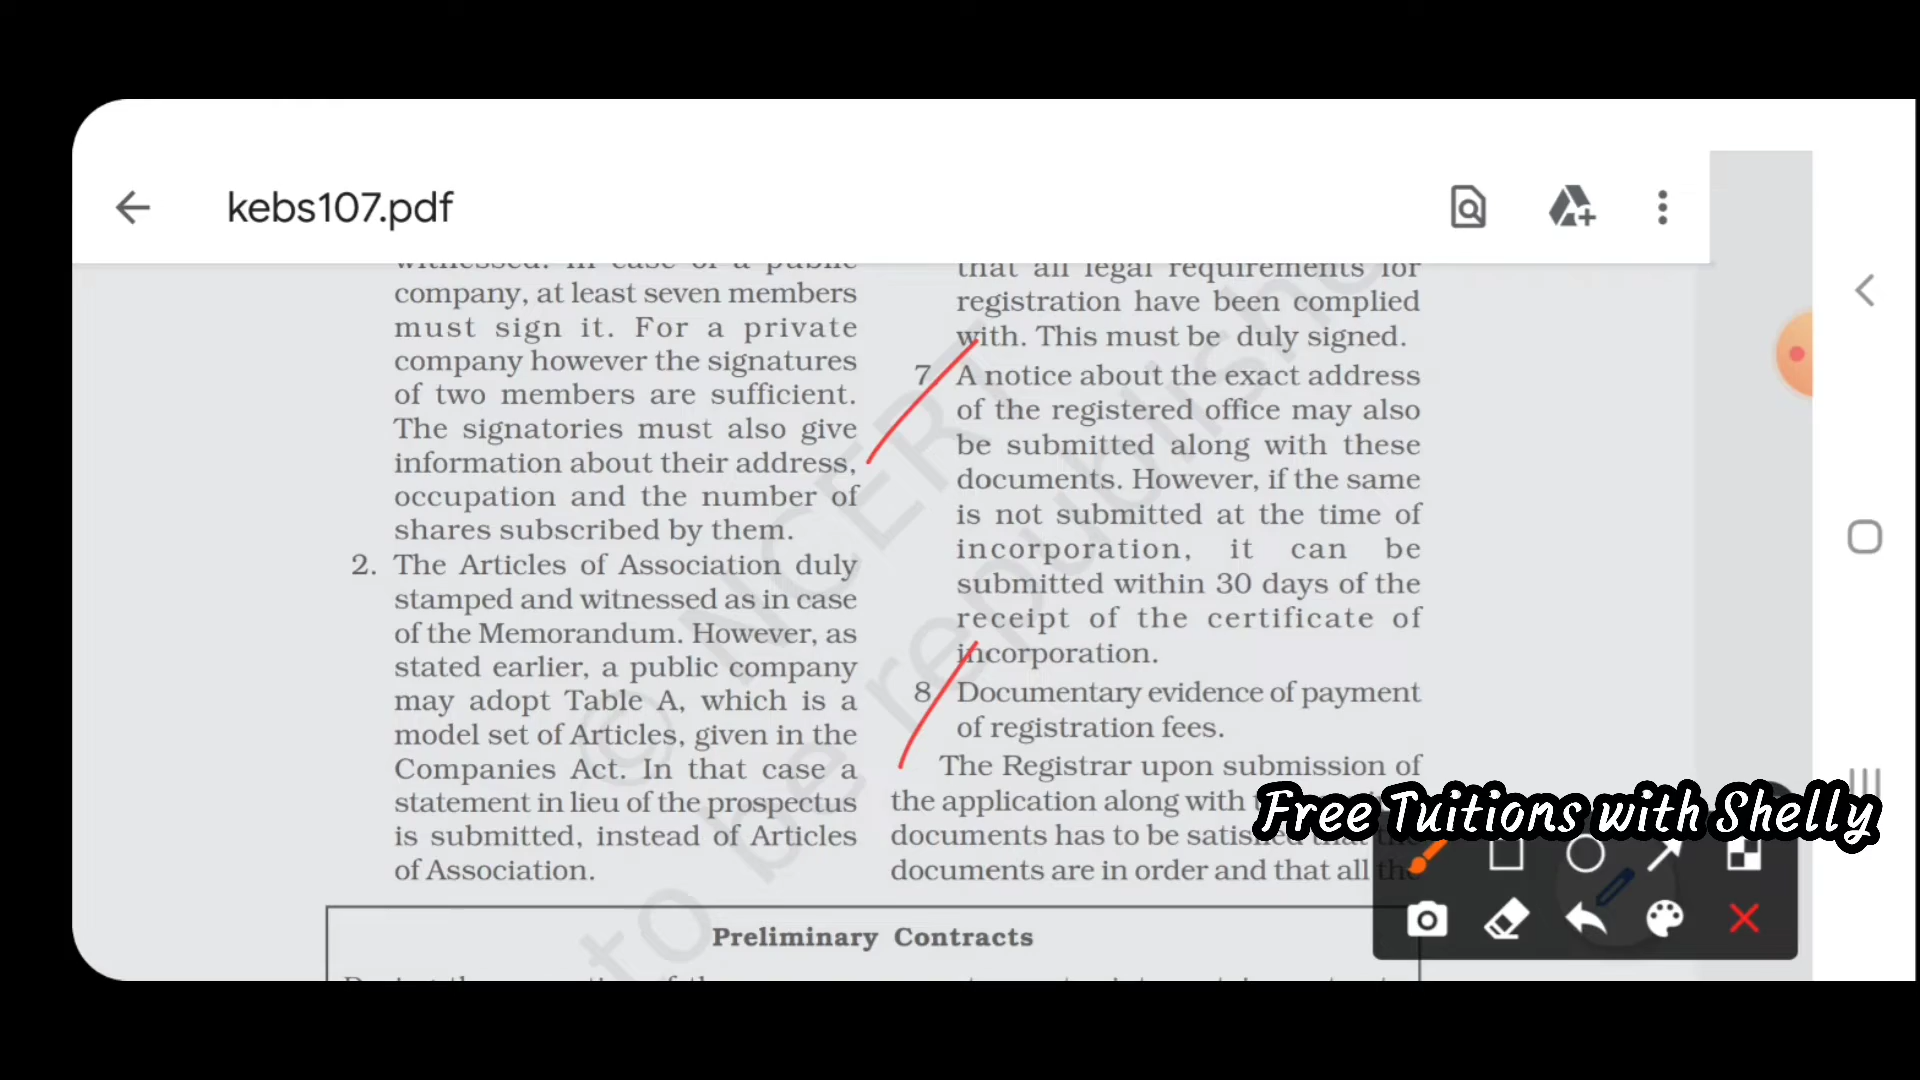 kebs107.pdf
witnessed. In case of a public
company, at least seven members
must sign it. For a private
company however the signatures
of two members are sufficient.
The signatories must also give
information about their address,
occupation and the number of
shares subscribed by them.
2. The Articles of Association duly
stamped and witnessed as in case
of the Memorandum. However, as
stated earlier, a public company
may adopt Table A, which is a
model set of Articles, given in the
Companies Act. In that case a
statement in lieu of the prospectus
is submitted, instead of Articles
of Association.
that all legal requirements for
registration have been complied
with. This must be duly signed.
7 A notice about the exact address
of the registered office may also
be submitted along with these
documents. However, if the same
is not submitted at the time of
incorporation, it can be
submitted within 30 days of the
receipt of the certificate of
incorporation.
8 Documentary evidence of payment
of registration fees.
The Registrar upon submission of
the application along with
documents has to be satisfied that the
documents are in order and that all the
Preliminary Contracts
© NCERT
to be republished
Free Tuitions with Shelly